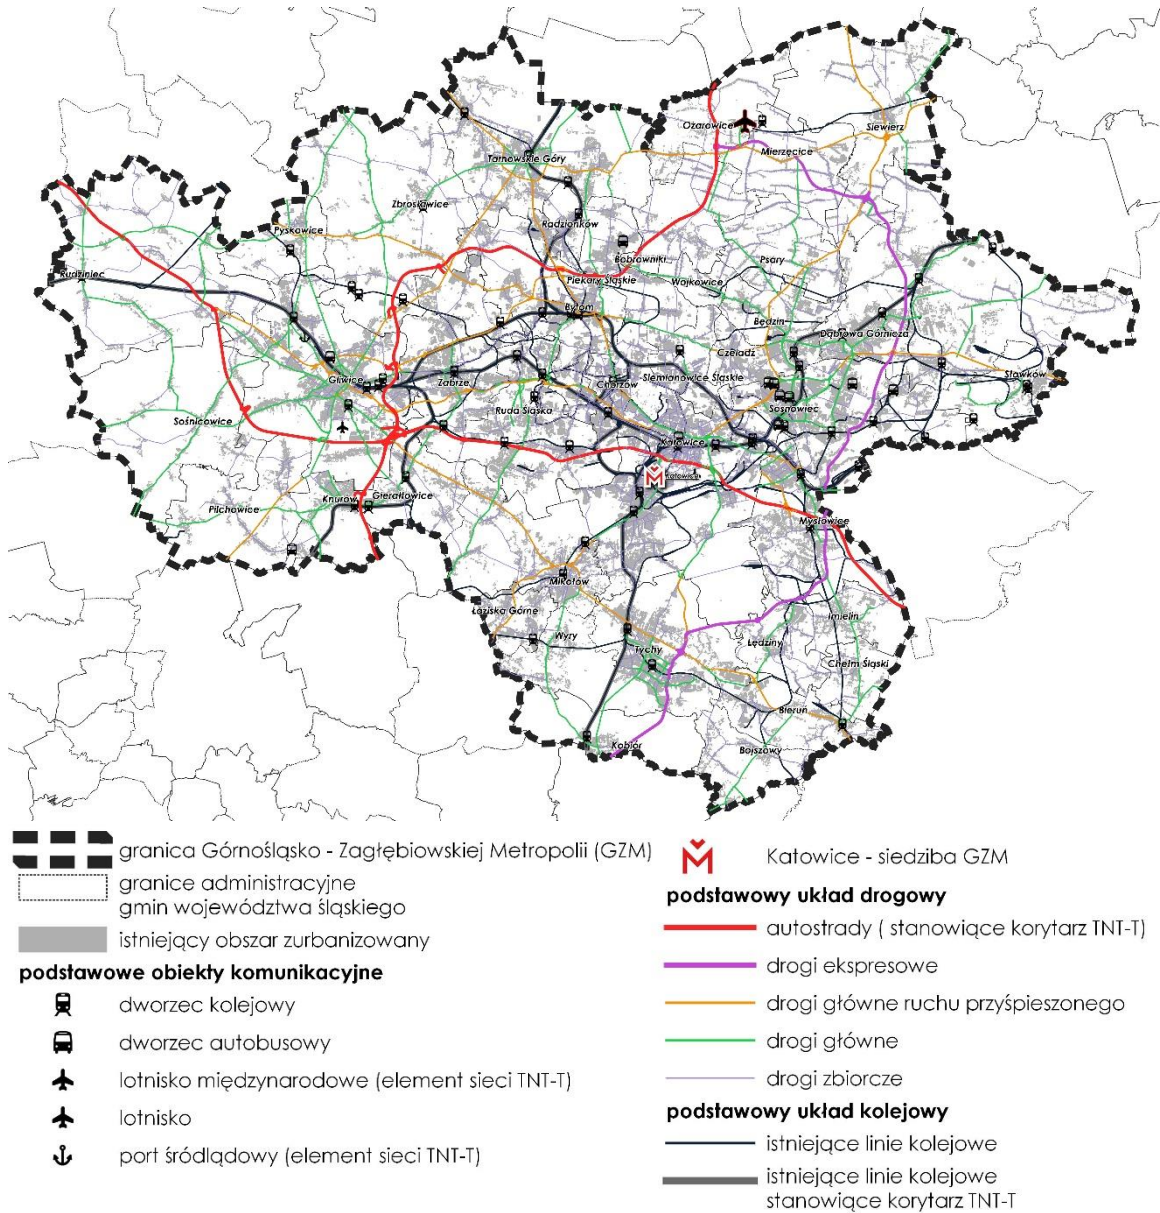 Ożarowice
Siewierz
Mierzęcice
Tarnowskie Góry
Zbrosławice
Radzionków
Pyskowice
Bobrowniki
Psary
Rudziniec
Piekary Śląskie
Wojkowice
Bytom
Będzin
Dąbrowa Górnicza
Czeladź
Gliwice
Zabrze
Chorzów
Siemianowice Śląskie
Sławków
Ruda Śląska
Sosnowiec
Sośnicowice
Katowice
Katowice
Knurów
Gierałtowice
Pilchowice
Mysłowice
Mikołów
Łaziska Górne
Imielin
Wyry
Lędziny
Tychy
Chełm Śląski
Bieruń
Kobiór
Bojszowy
granica Górnośląsko - Zagłębiowskiej Metropolii (GZM)
granice administracyjne
gmin województwa śląskiego
istniejący obszar zurbanizowany
podstawowe obiekty komunikacyjne
dworzec kolejowy
dworzec autobusowy
lotnisko międzynarodowe (element sieci TNT-T)
lotnisko
port śródlądowy (element sieci TNT-T)
Katowice - siedziba GZM
podstawowy układ drogowy
autostrady ( stanowiące korytarz TNT-T)
drogi ekspresowe
drogi główne ruchu przyśpieszonego
drogi główne
drogi zbiorcze
podstawowy układ kolejowy
istniejące linie kolejowe
istniejące linie kolejowe
stanowiące korytarz TNT-T